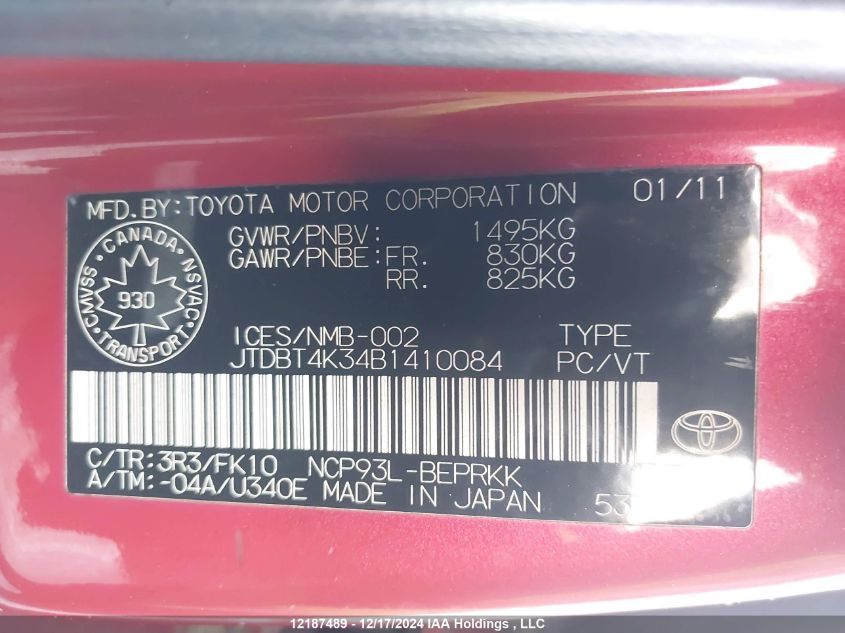 MFD.BY:TOYOTA MOTOR CORPORATION 01/11
GVWR/PNBV: 1495KG
GAWR/PNBE:FR. 830KG
RR. 825KG
CANADA
CMVSS NSVAC
930
TRANSPORT
ICES/NMB-002 TYPE
JTDBT4K34B1410084 PC/VT
C/TR:3R3/FK10 NCP93L-BEPRKK
A/TM:-04A/U340E MADE IN JAPAN
12187489 - 12/17/2024 IAA Holdings , LLC